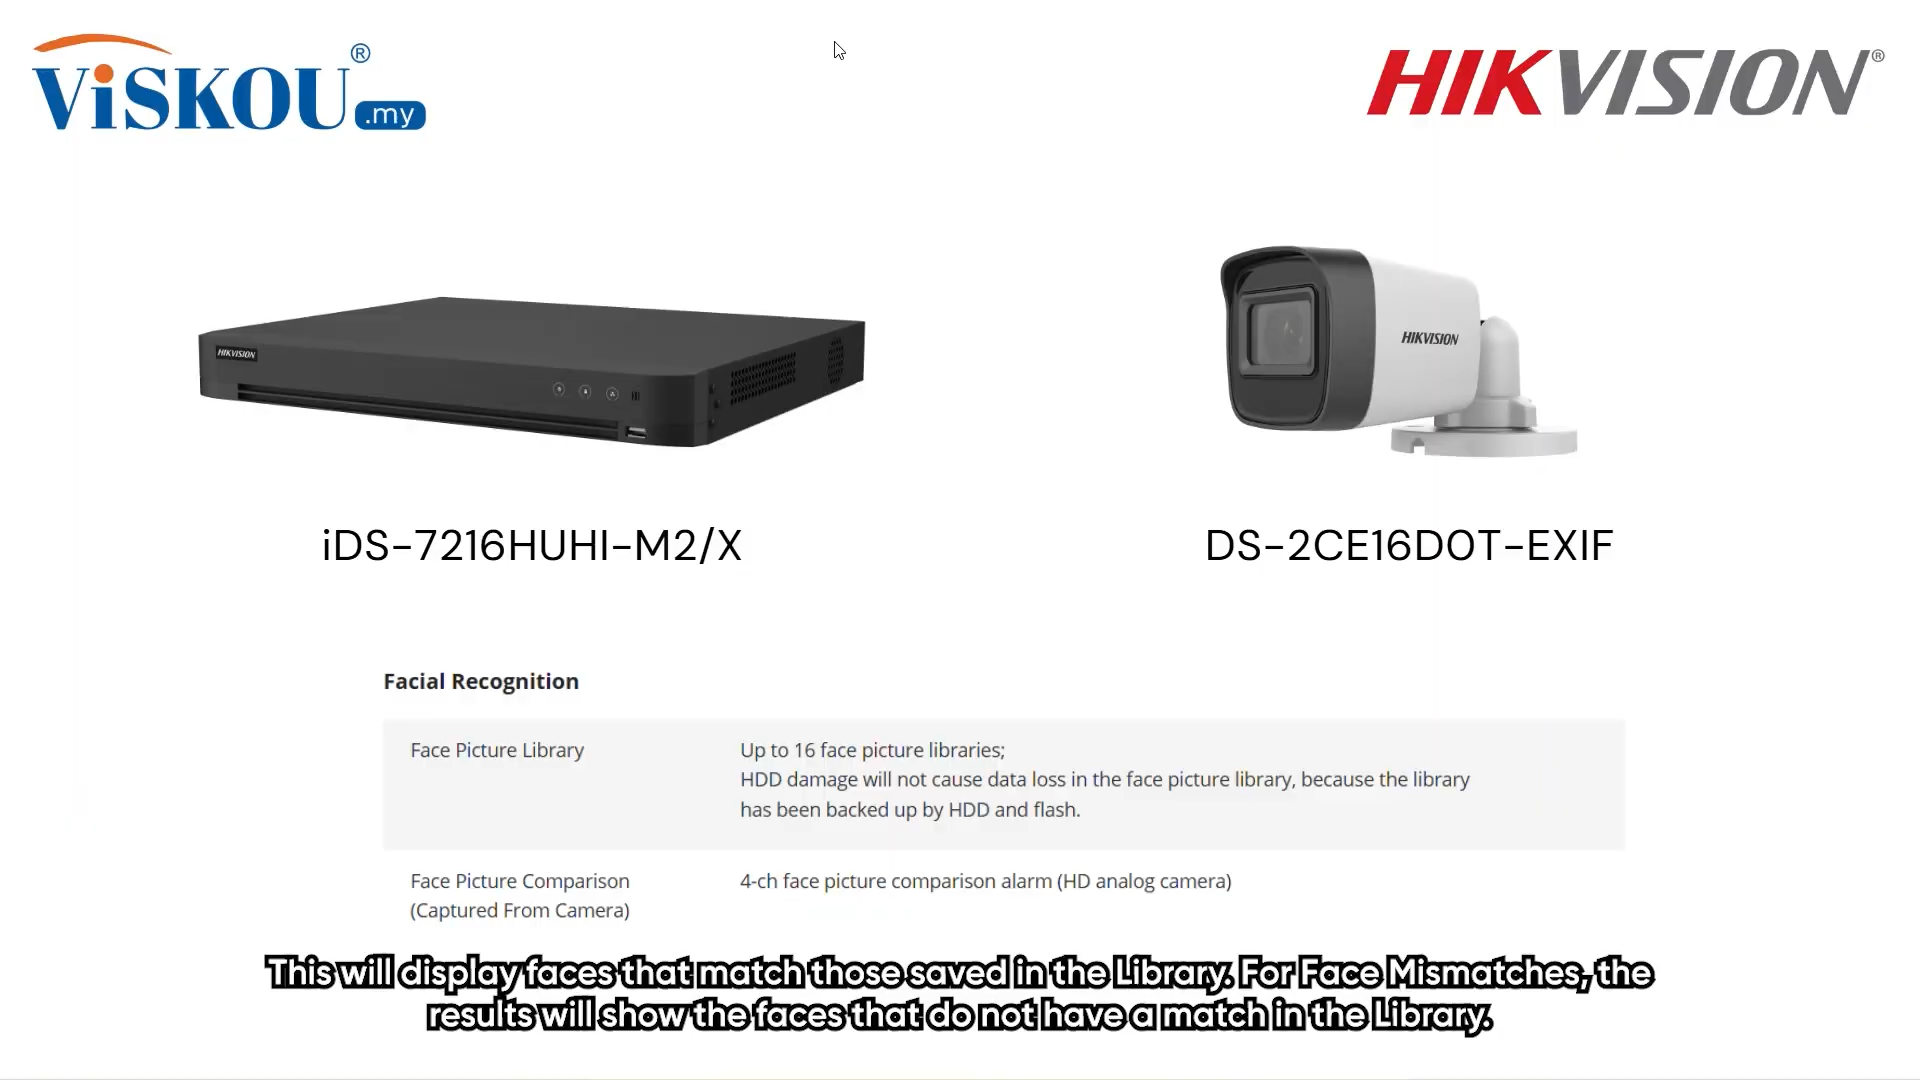 ViSKOU®.my
HIKVISION®
HIKVISION
HIKVISION
iDS-7216HUHI-M2/X
DS-2CE16D0T-EXIF
Facial Recognition
Face Picture Library
Up to 16 face picture libraries;
HDD damage will not cause data loss in the face picture library, because the library
has been backed up by HDD and flash.
Face Picture Comparison
(Captured From Camera)
4-ch face picture comparison alarm (HD analog camera)
This will display faces that match those saved in the Library. For Face Mismatches, the
results will show the faces that do not have a match in the Library.